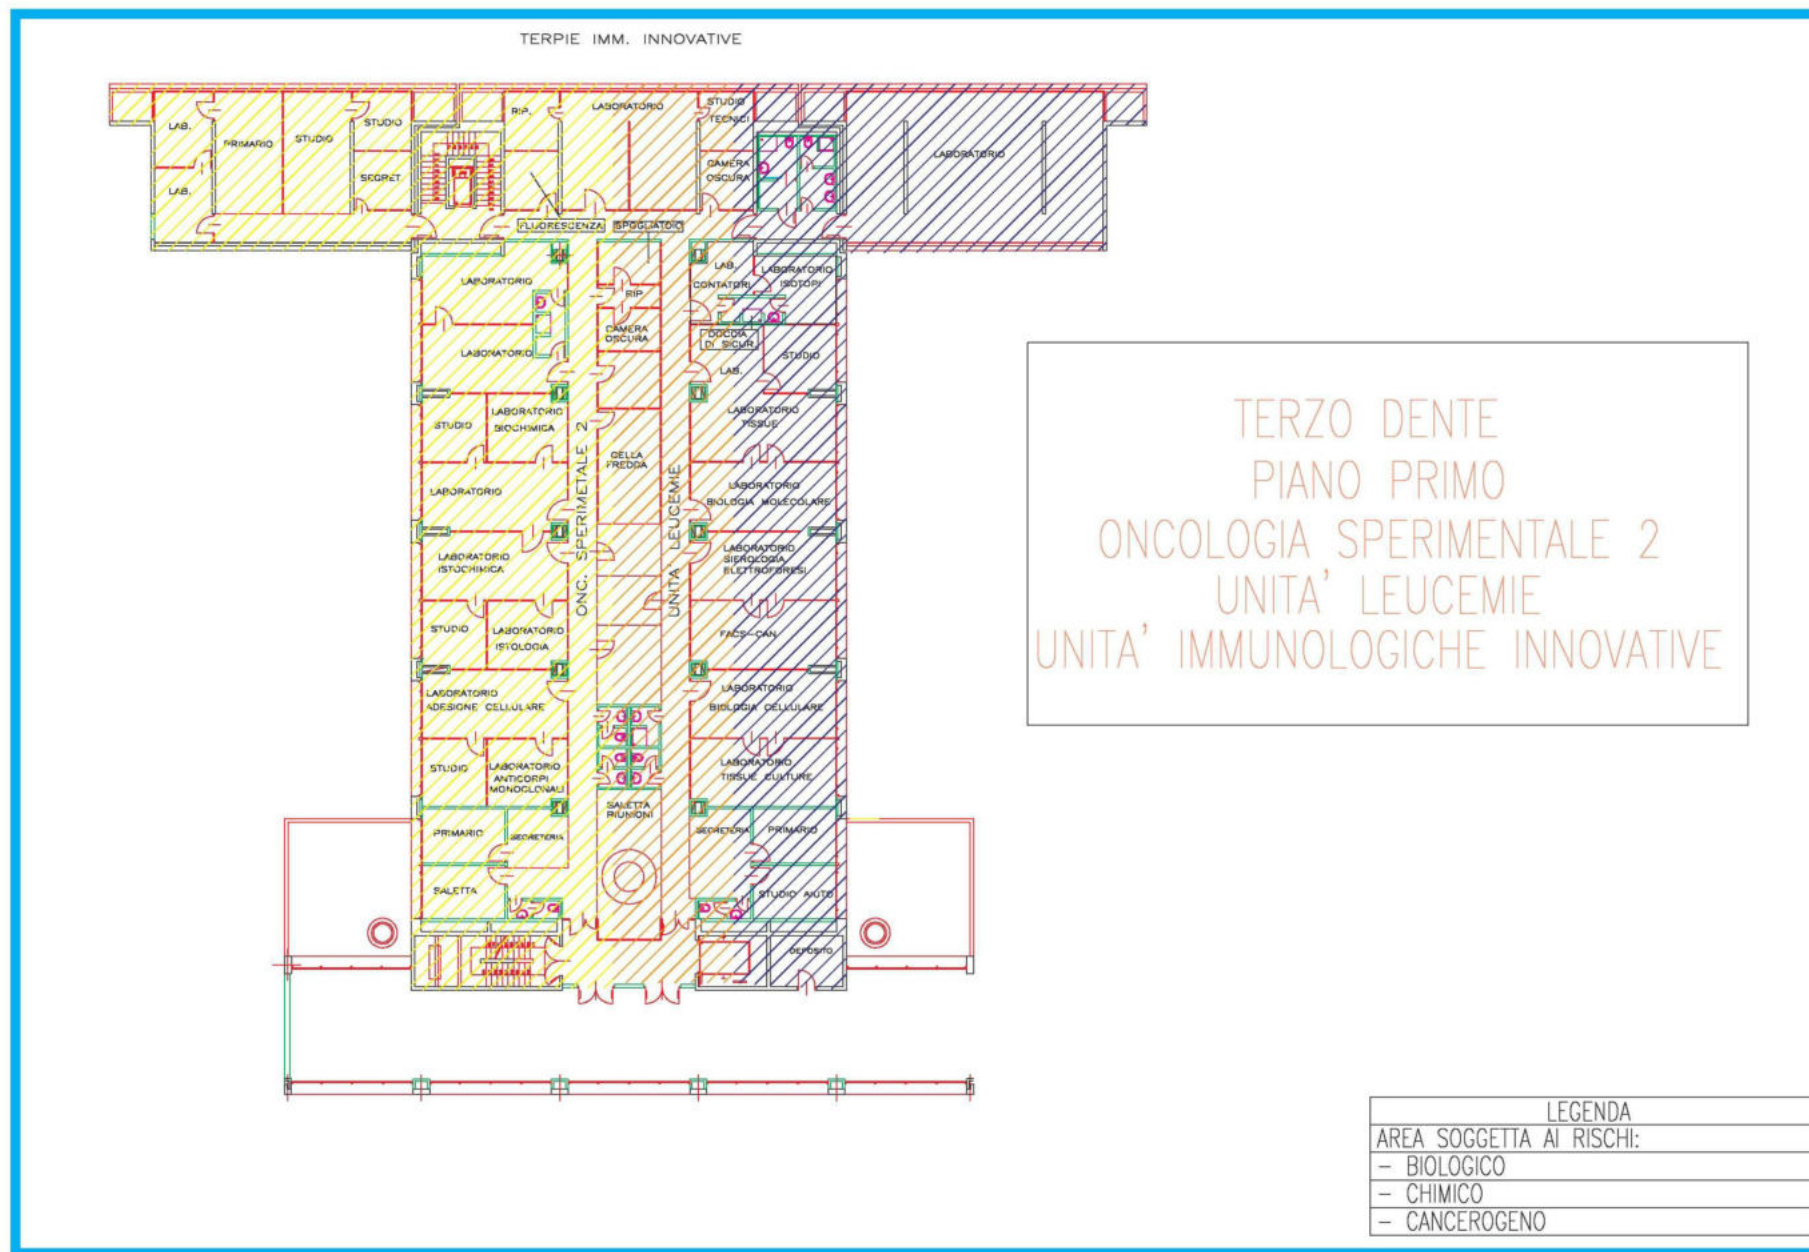 TERPIE IMM. INNOVATIVE
LAB.
LAB.
PRIMARIO
STUDIO
STUDIO
SEGRET.
RIP.
LABORATORIO
STUDIO
TECNICI
CAMERA
OSCURA
LABORATORIO
FLUORESCENZA
SPOGLIATOIO
LABORATORIO
LABORATORIO
STUDIO
LABORATORIO
BIOCHIMICA
LABORATORIO
LABORATORIO
ISTOCHIMICA
STUDIO
LABORATORIO
ISTOLOGIA
LABORATORIO
ADESIONE CELLULARE
STUDIO
LABORATORIO
ANTICORPI
MONOCLONALI
PRIMARIO
SECRETERIA
SALETTA
ONC. SPERIMETALE 2
RIP
CAMERA
OSCURA
CELLA
FREDDA
SALETTA
RIUNIONI
UNITA' LEUCEMIE
LAB.
CONTATORI
LABORATORIO
ISOTOPI
DOCCIA
DI SICUR.
STUDIO
LAB.
LABORATORIO
TISSUE
LABORATORIO
BIOLOGIA MOLECOLARE
LABORATORIO
SIEROLOGIA
ELETTROFORESI
FACS-CAN
LABORATORIO
BIOLOGIA CELLULARE
LABORATORIO
TISSUE CULTURE
SECRETERIA
PRIMARIO
STUDIO AIUTO
DEPOSITO
TERZO DENTE
PIANO PRIMO
ONCOLOGIA SPERIMENTALE 2
UNITA' LEUCEMIE
UNITA' IMMUNOLOGICHE INNOVATIVE
LEGENDA
AREA SOGGETTA AI RISCHI:
- BIOLOGICO
- CHIMICO
- CANCEROGENO